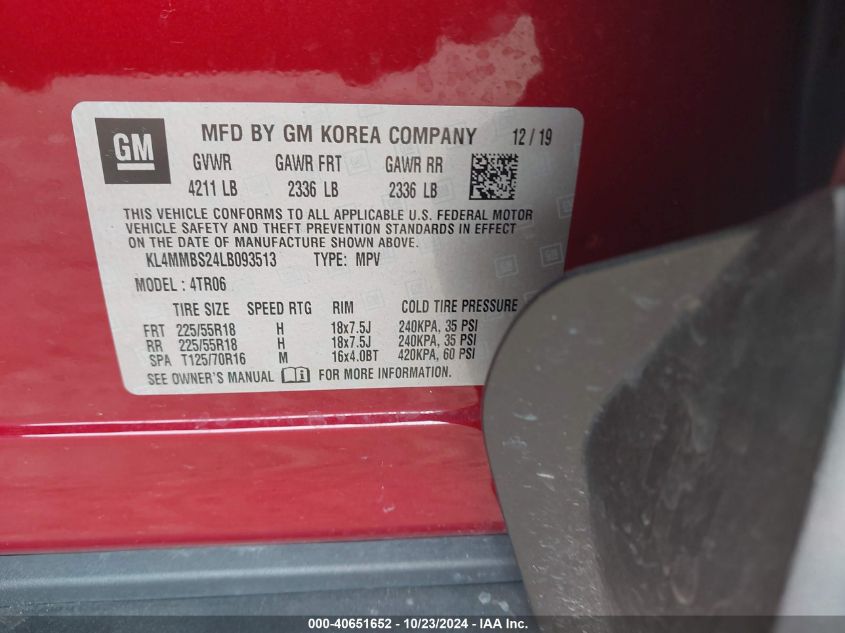 GM
MFD BY GM KOREA COMPANY 12 / 19
GVWR GAWR FRT GAWR RR
4211 LB 2336 LB 2336 LB
THIS VEHICLE CONFORMS TO ALL APPLICABLE U.S. FEDERAL MOTOR
VEHICLE SAFETY AND THEFT PREVENTION STANDARDS IN EFFECT
ON THE DATE OF MANUFACTURE SHOWN ABOVE.
KL4MMBS24LB093513 TYPE: MPV
MODEL : 4TR06
TIRE SIZE SPEED RTG RIM COLD TIRE PRESSURE
FRT 225/55R18 H 18x7.5J 240KPA, 35 PSI
RR 225/55R18 H 18x7.5J 240KPA, 35 PSI
SPA T125/70R16 M 16x4.0BT 420KPA, 60 PSI
SEE OWNER'S MANUAL FOR MORE INFORMATION.
000-40651652 - 10/23/2024 - IAA Inc.